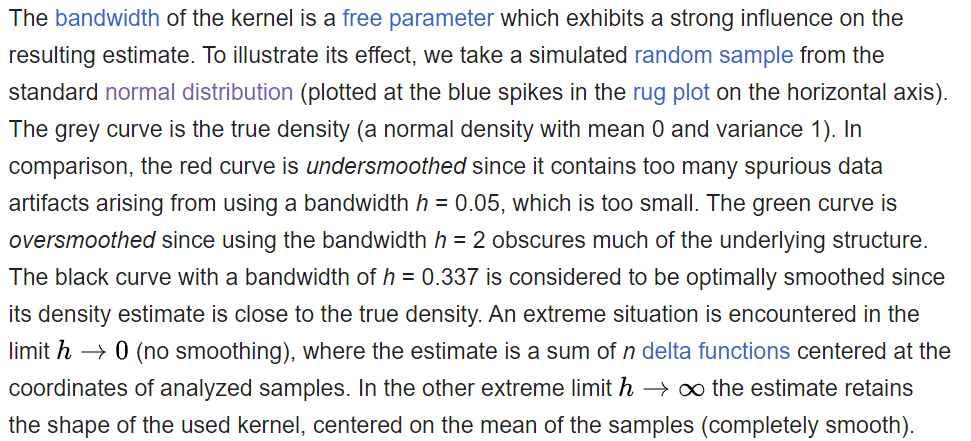 The bandwidth of the kernel is a free parameter which exhibits a strong influence on the
resulting estimate. To illustrate its effect, we take a simulated random sample from the
standard normal distribution (plotted at the blue spikes in the rug plot on the horizontal axis).
The grey curve is the true density (a normal density with mean 0 and variance 1). In
comparison, the red curve is undersmoothed since it contains too many spurious data
artifacts arising from using a bandwidth h = 0.05, which is too small. The green curve is
oversmoothed since using the bandwidth h = 2 obscures much of the underlying structure.
The black curve with a bandwidth of h = 0.337 is considered to be optimally smoothed since
its density estimate is close to the true density. An extreme situation is encountered in the
limit h → 0 (no smoothing), where the estimate is a sum of n delta functions centered at the
coordinates of analyzed samples. In the other extreme limit h → ∞ the estimate retains
the shape of the used kernel, centered on the mean of the samples (completely smooth).